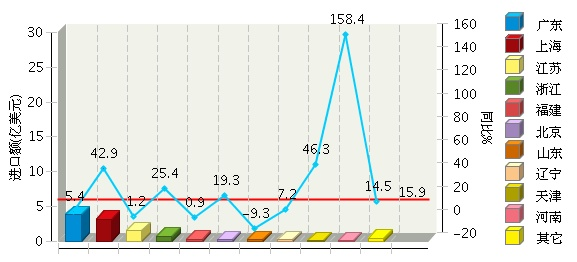 进口额(亿美元)
30
25
20
15
10
5
0
5.4
42.9
1.2
25.4
0.9
19.3
-9.3
7.2
46.3
158.4
14.5
15.9
160
140
120
100
80
60
40
20
0
-20
同比%
广东
上海
江苏
浙江
福建
北京
山东
辽宁
天津
河南
其它